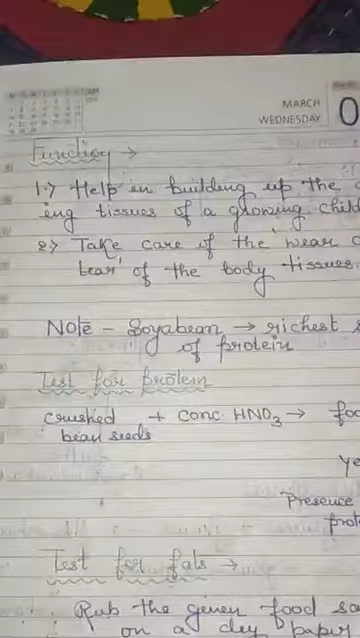 MARCH
WEDNESDAY
0
Function →
1.→ Help in building up the
ing tissues of a growing child
2→ Take care of the 'wear
tear' of the body tissues.
Note - Soyabean → richest
of protein
Test for protein
crushed + conc. HNO3 →
bean seeds
Ye
Presence
Test for fats →
Rub the given food
on a dry paper